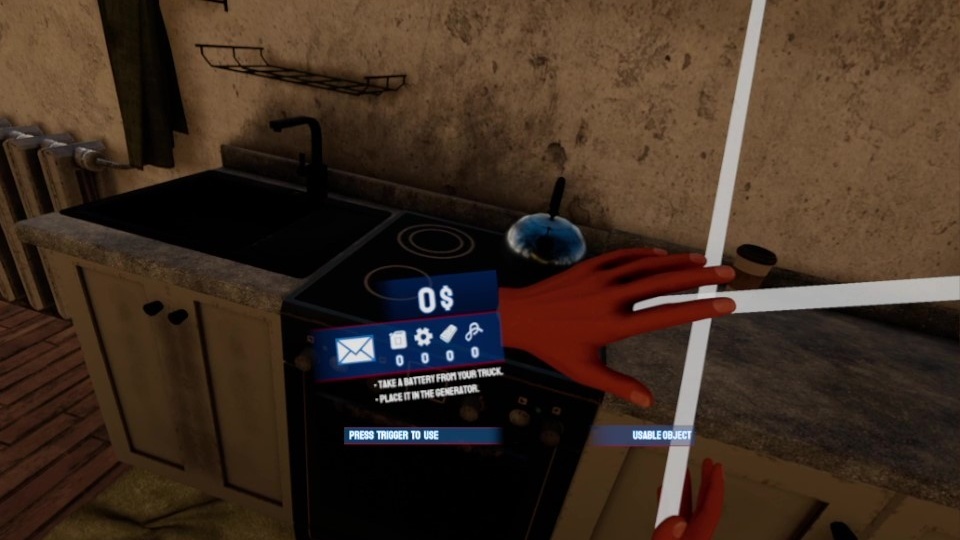 0$
0 0 0 0
- TAKE A BATTERY FROM YOUR TRUCK.
- PLACE IT IN THE GENERATOR.
PRESS TRIGGER TO USE
USABLE OBJECT